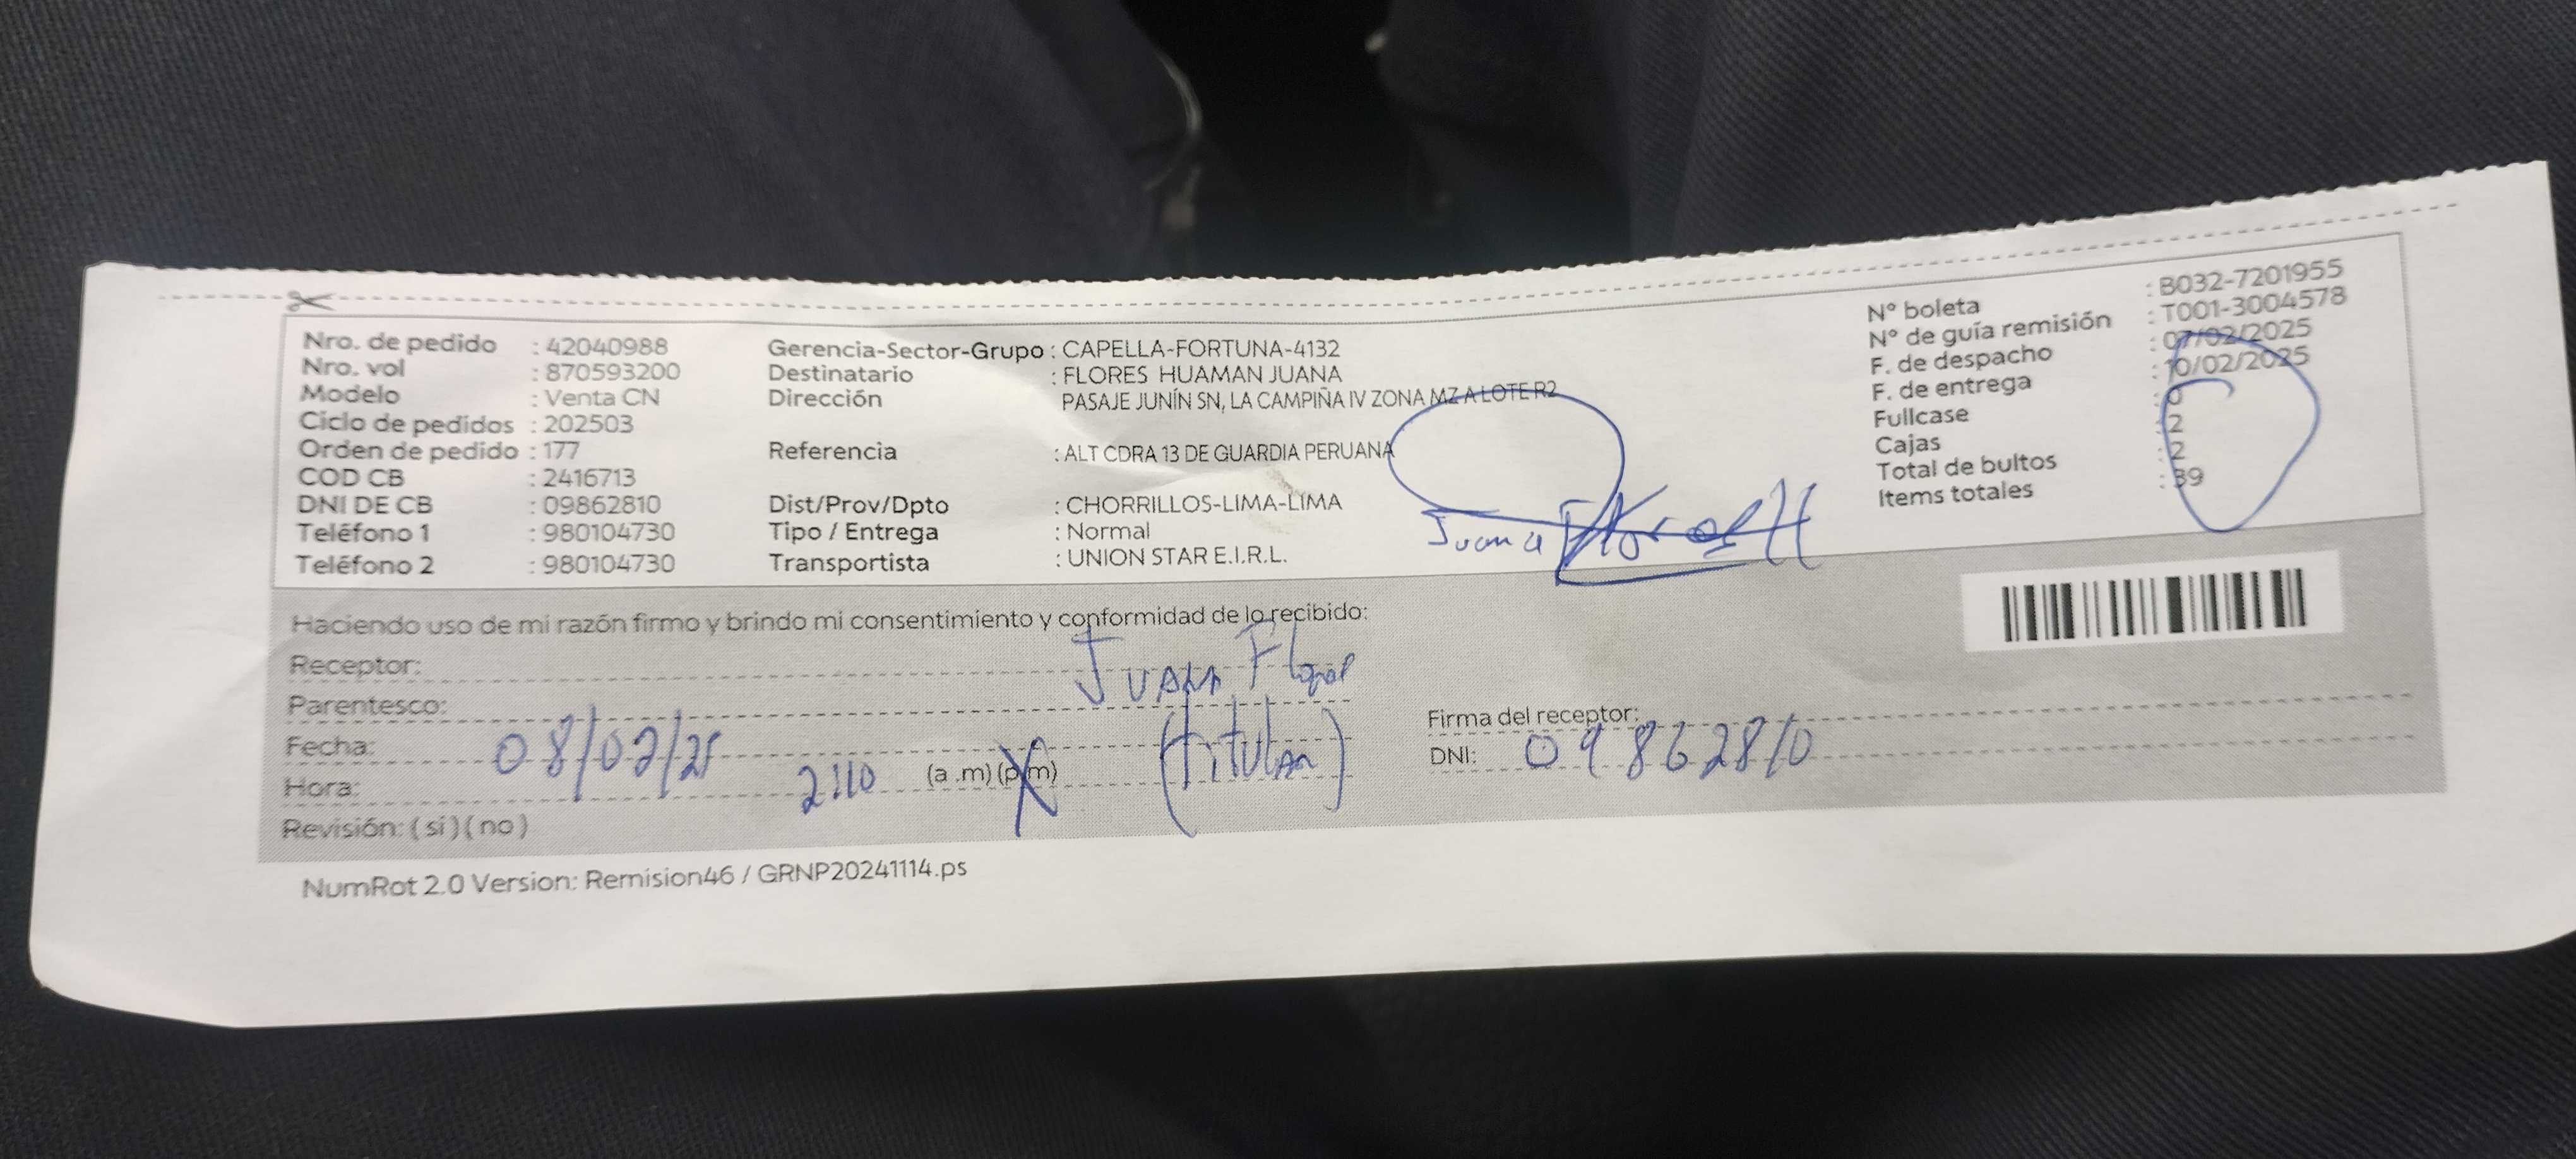 Nro. de pedido : 42040988
Nro. vol : 870593200
Modelo : Venta CN
Ciclo de pedidos : 202503
Orden de pedido : 177
COD CB : 2416713
DNI DE CB : 09862810
Teléfono 1 : 980104730
Teléfono 2 : 980104730
Gerencia-Sector-Grupo : CAPELLA-FORTUNA-4132
Destinatario : FLORES HUAMAN JUANA
Dirección PASAJE JUNÍN SN, LA CAMPIÑA IV ZONA MZ A LOTE R2
Referencia : ALT CDRA 13 DE GUARDIA PERUANA
Dist/Prov/Dpto : CHORRILLOS-LIMA-LIMA
Tipo / Entrega : Normal
Transportista : UNION STAR E.I.R.L.
Juana Flores H
Nº boleta : B032-7201955
Nº de guía remisión : T001-3004578
F. de despacho : 07/02/2025
F. de entrega : 10/02/2025
Fullcase : 0
Cajas : 2
Total de bultos : 2
Items totales : 39
Haciendo uso de mi razón firmo y brindo mi consentimiento y conformidad de lo recibido:
Receptor: Juana Flores
Parentesco: (titular)
Fecha: 08/02/25
Hora: 2:10 (a .m) (p.m)
Revisión: ( si ) ( no )
Firma del receptor:
DNI: 09862810
NumRot 2.0 Version: Remision46 / GRNP20241114.ps